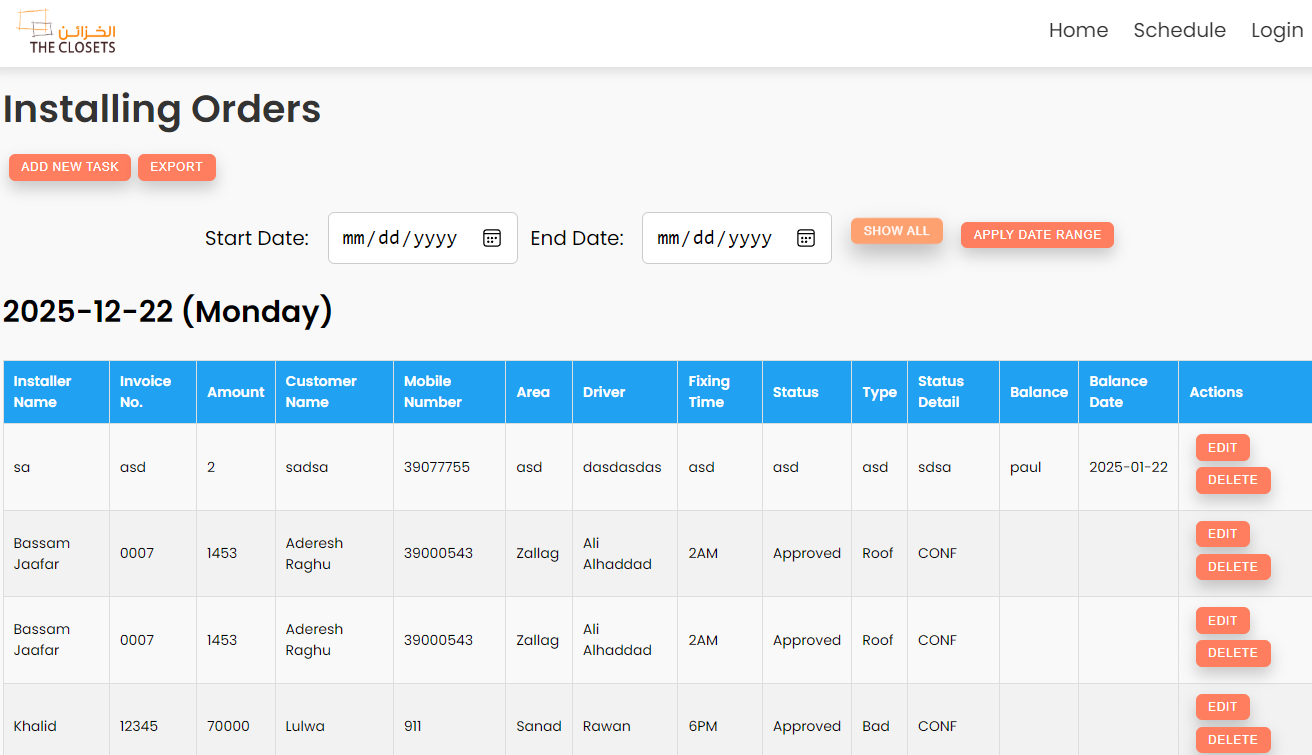 الخزائن
THE CLOSETS
Home Schedule Login
Installing Orders
ADD NEW TASK EXPORT
Start Date: mm/dd/yyyy End Date: mm/dd/yyyy SHOW ALL APPLY DATE RANGE
2025-12-22 (Monday)
Installer Name Invoice No. Amount Customer Name Mobile Number Area Driver Fixing Time Status Type Status Detail Balance Balance Date Actions
sa asd 2 sadsa 39077755 asd dasdasdas asd asd asd sdsa paul 2025-01-22 EDIT DELETE
Bassam Jaafar 0007 1453 Aderesh Raghu 39000543 Zallag Ali Alhaddad 2AM Approved Roof CONF EDIT DELETE
Bassam Jaafar 0007 1453 Aderesh Raghu 39000543 Zallag Ali Alhaddad 2AM Approved Roof CONF EDIT DELETE
Khalid 12345 70000 Lulwa 911 Sanad Rawan 6PM Approved Bad CONF EDIT DELETE